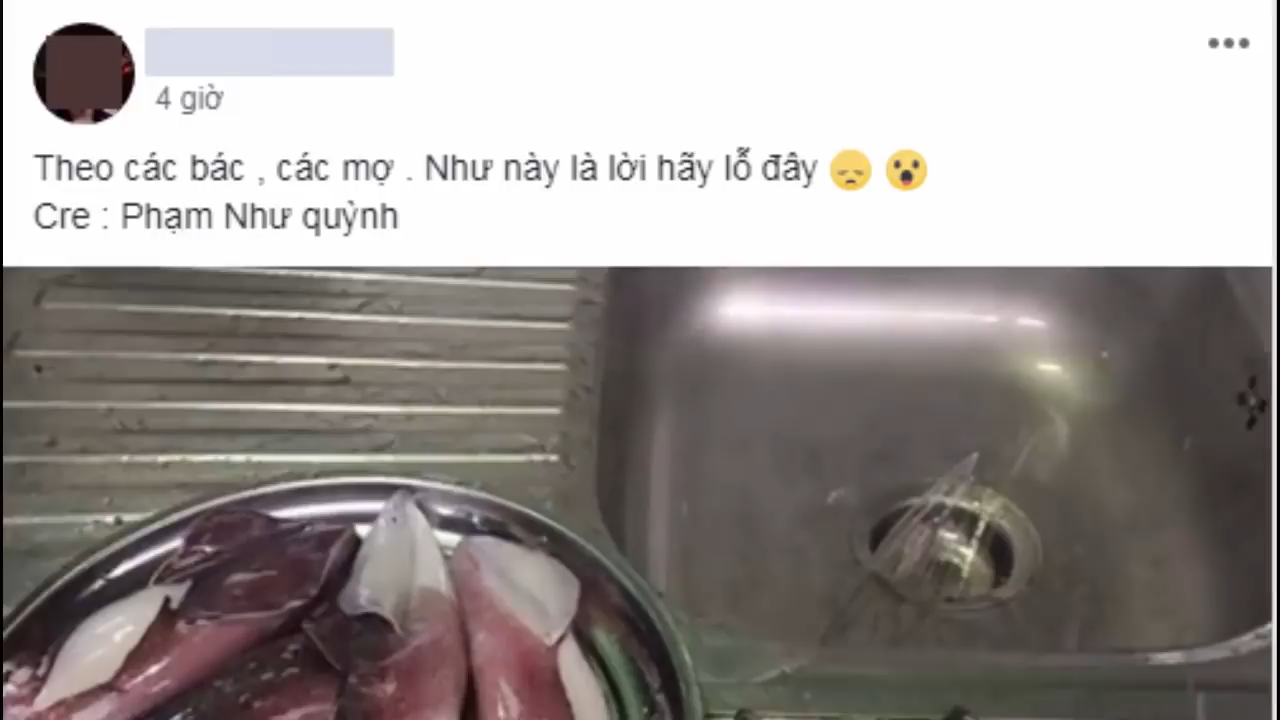 4 giờ
Theo các bác , các mợ . Như này là lời hãy lỗ đây 😞 😮
Cre : Phạm Như quỳnh